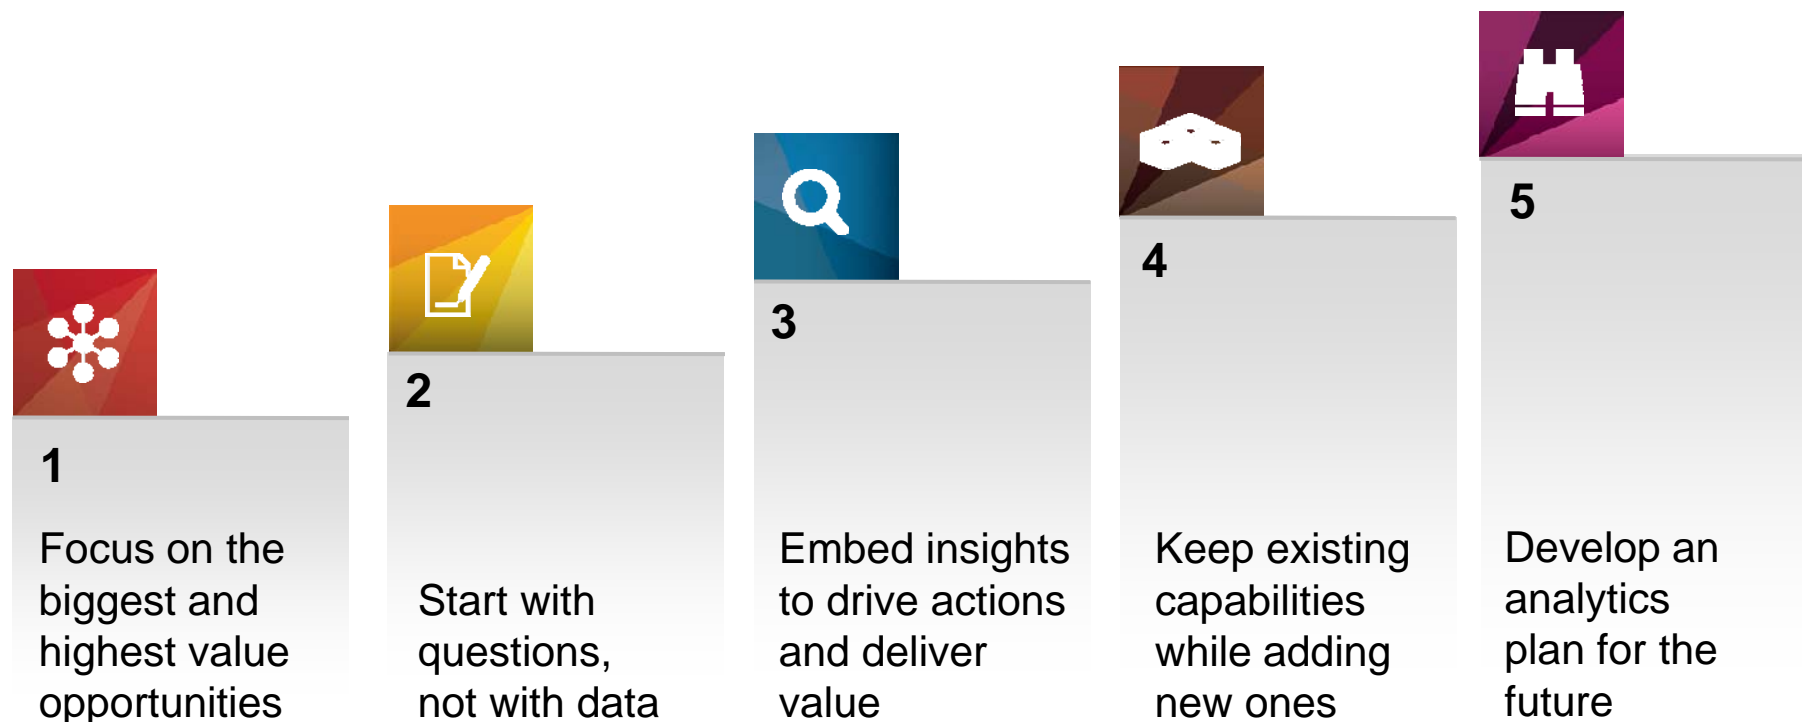 1
Focus on the
biggest and
highest value
opportunities
2
Start with
questions,
not with data
3
Embed insights
to drive actions
and deliver
value
4
Keep existing
capabilities
while adding
new ones
5
Develop an
analytics
plan for the
future